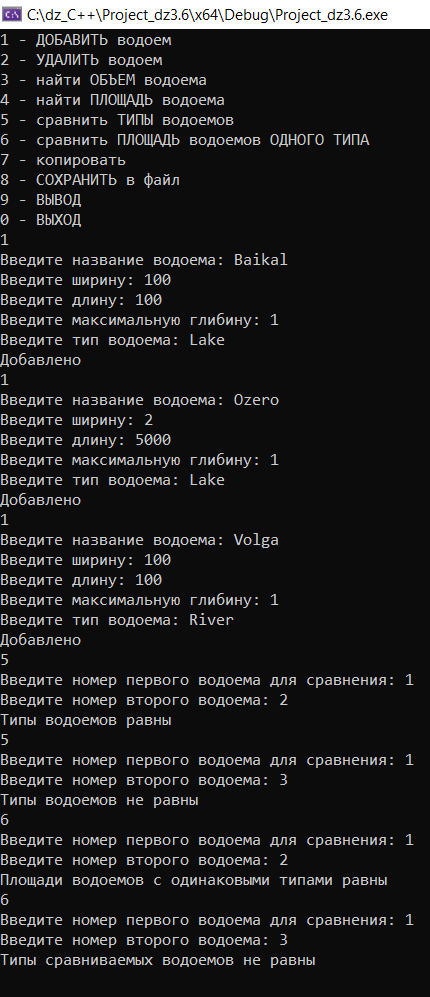 C:\dz_C++\Project_dz3.6\x64\Debug\Project_dz3.6.exe
1 - ДОБАВИТЬ водоем
2 - УДАЛИТЬ водоем
3 - найти ОБЪЕМ водоема
4 - найти ПЛОЩАДЬ водоема
5 - сравнить ТИПЫ водоемов
6 - сравнить ПЛОЩАДЬ водоемов ОДНОГО ТИПА
7 - копировать
8 - СОХРАНИТЬ в файл
9 - ВЫВОД
0 - ВЫХОД
1
Введите название водоема: Baikal
Введите ширину: 100
Введите длину: 100
Введите максимальную глибину: 1
Введите тип водоема: Lake
Добавлено
1
Введите название водоема: Ozero
Введите ширину: 2
Введите длину: 5000
Введите максимальную глибину: 1
Введите тип водоема: Lake
Добавлено
1
Введите название водоема: Volga
Введите ширину: 100
Введите длину: 100
Введите максимальную глибину: 1
Введите тип водоема: River
Добавлено
5
Введите номер первого водоема для сравнения: 1
Введите номер второго водоема: 2
Типы водоемов равны
5
Введите номер первого водоема для сравнения: 1
Введите номер второго водоема: 3
Типы водоемов не равны
6
Введите номер первого водоема для сравнения: 1
Введите номер второго водоема: 2
Площади водоемов с одинаковыми типами равны
6
Введите номер первого водоема для сравнения: 1
Введите номер второго водоема: 3
Типы сравниваемых водоемов не равны